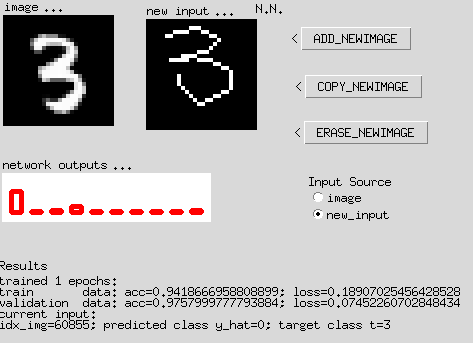 image ...
new input ...
N.N.
< ADD_NEWIMAGE
< COPY_NEWIMAGE
< ERASE_NEWIMAGE
network outputs ...
Input Source
image
new_input
Results
trained 1 epochs:
train data: acc=0.9418666958808899; loss=0.18907025456428528
validation data: acc=0.9757999777793884; loss=0.07452260702848434
current input:
idx_img=60855; predicted class y_hat=0; target class t=3